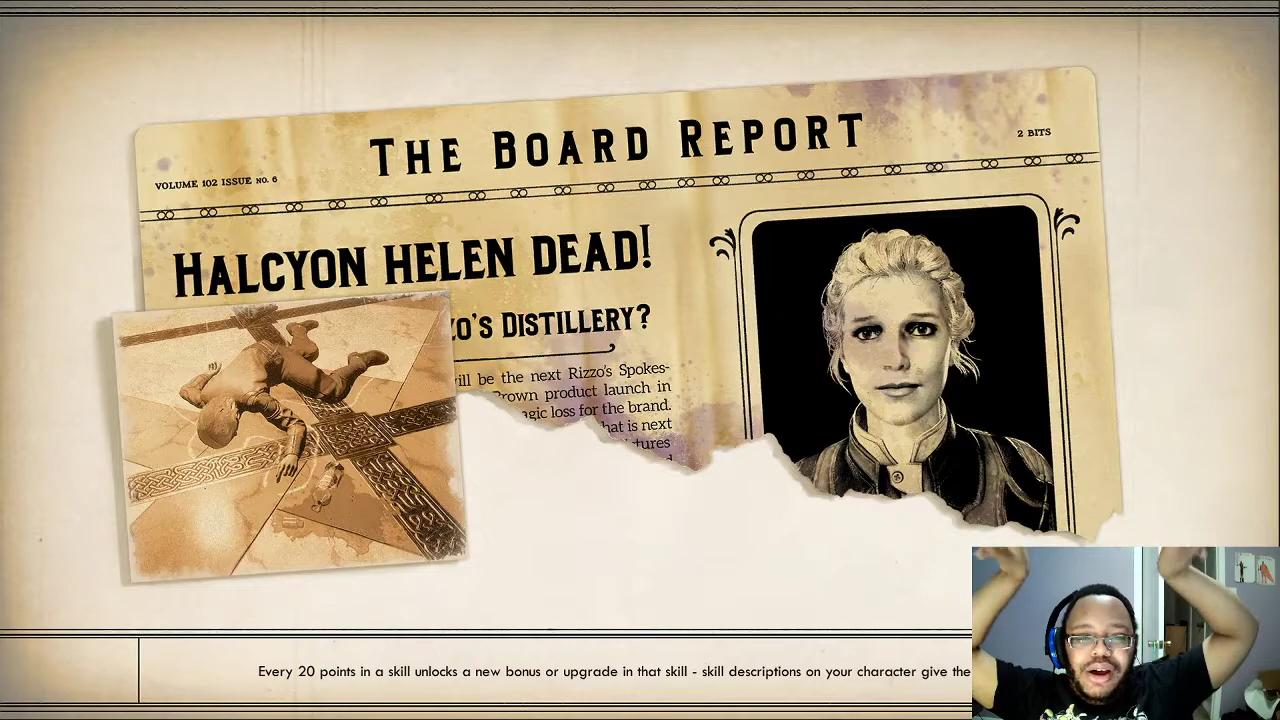 THE BOARD REPORT
2 BITS
VOLUME 102 ISSUE NO. 6
HALCYON HELEN DEAD!
ZO'S DISTILLERY?
will be the next Rizzo's Spokes-
Brown product launch in
agic loss for the brand.
hat is next
tures
d
Every 20 points in a skill unlocks a new bonus or upgrade in that skill - skill descriptions on your character give the